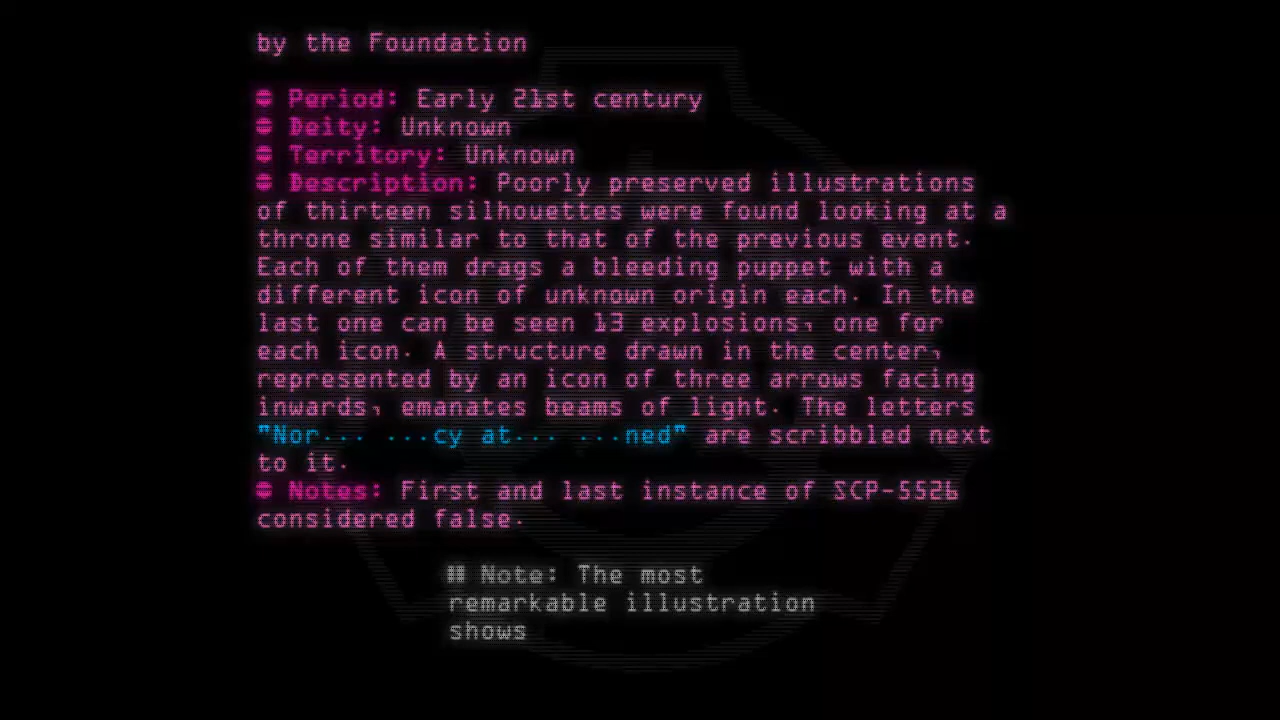 by the Foundation
Period: Early 21st century
Deity: Unknown
Territory: Unknown
Description: Poorly preserved illustrations
of thirteen silhouettes were found looking at a
throne similar to that of the previous event.
Each of them drags a bleeding puppet with a
different icon of unknown origin each. In the
last one can be seen 13 explosions, one for
each icon. A structure drawn in the center,
represented by an icon of three arrows facing
inwards, emanates beams of light. The letters
"Nor... ...cy at... ...ned" are scribbled next
to it.
Notes: First and last instance of SCP-5526
considered false.
# Note: The most
remarkable illustration
shows